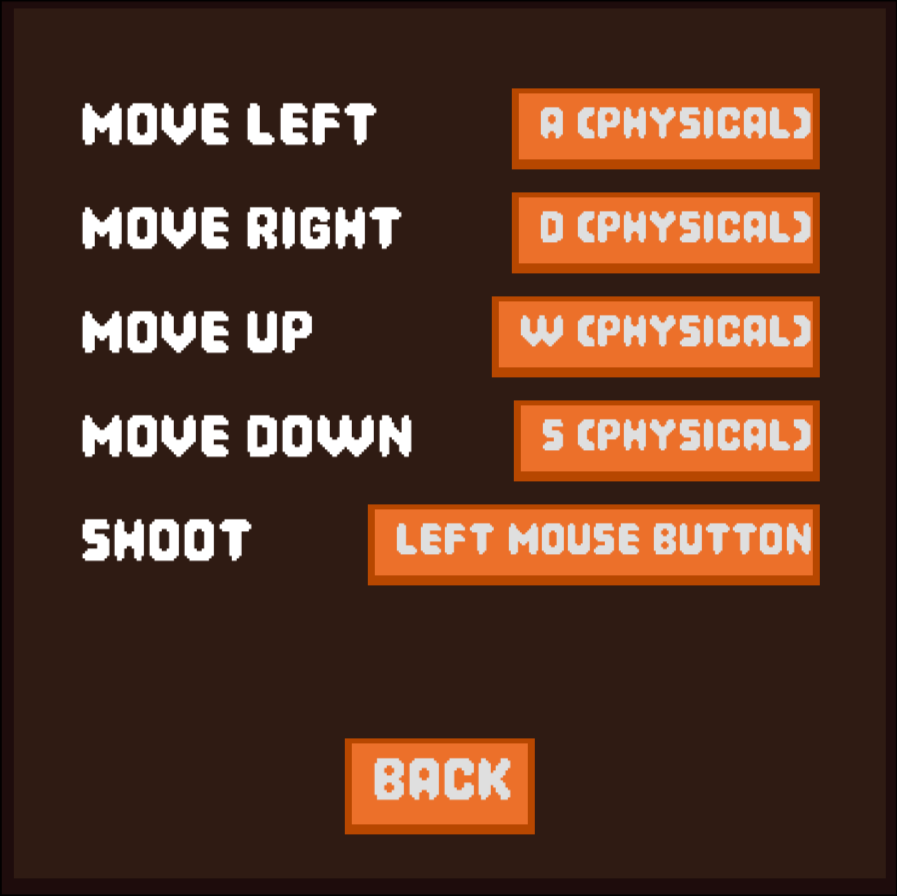 MOVE LEFT A (PHYSICAL)
MOVE RIGHT D (PHYSICAL)
MOVE UP W (PHYSICAL)
MOVE DOWN S (PHYSICAL)
SHOOT LEFT MOUSE BUTTON
BACK